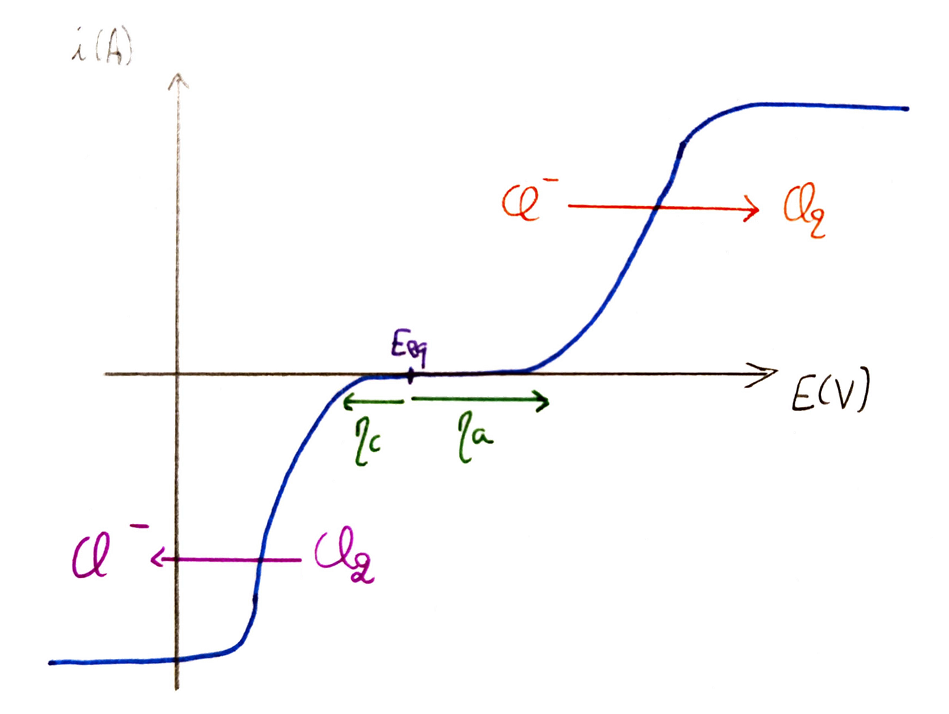 i(A)
Cl⁻ Cl₂
Eeq
E(V)
ηc ηa
Cl⁻ Cl₂